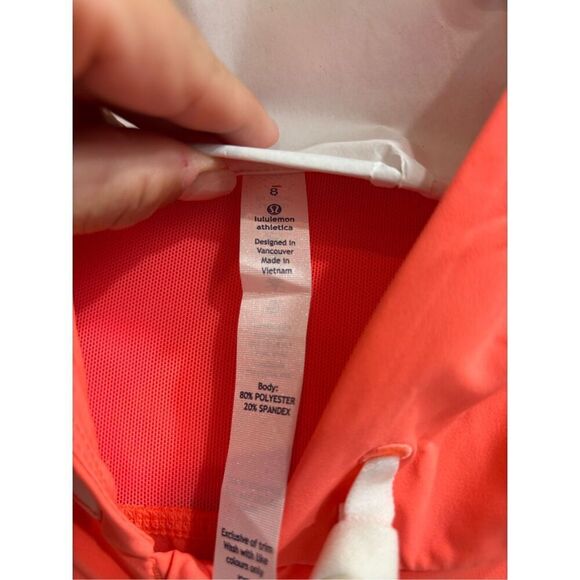 8
lululemon
athletica
Designed in
Vancouver
Made in
Vietnam
Body:
80% POLYESTER
20% SPANDEX
Exclusive of trim
Wash with like
colours only